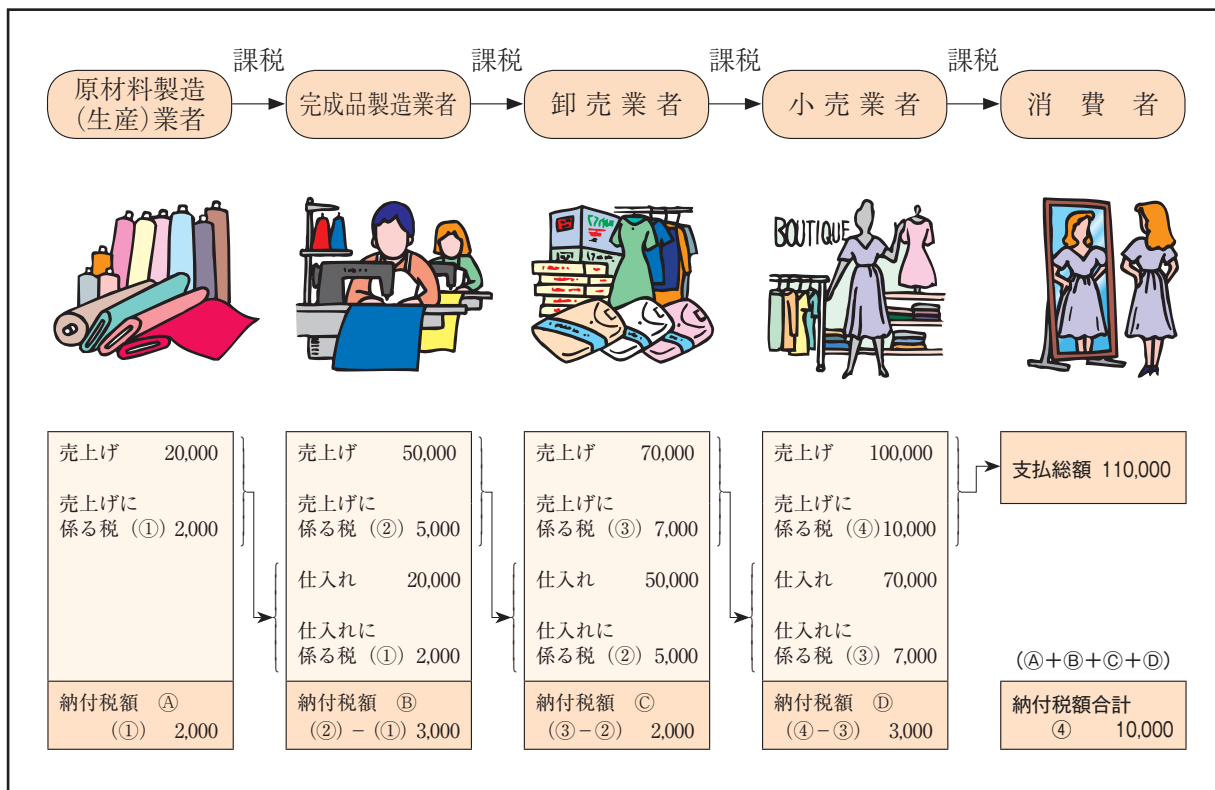 課税 課税 課税 課税
原材料製造
(生産)業者
完成品製造業者
卸売業者
小売業者
消費者
BOUTIQUE
売上げ 20,000
売上げに
係る税 (①) 2,000
納付税額 Ⓐ
(①) 2,000
売上げ 50,000
売上げに
係る税 (②) 5,000
仕入れ 20,000
仕入れに
係る税 (①) 2,000
納付税額 Ⓑ
(②)-(①) 3,000
売上げ 70,000
売上げに
係る税 (③) 7,000
仕入れ 50,000
仕入れに
係る税 (②) 5,000
納付税額 Ⓒ
(③-②) 2,000
売上げ 100,000
売上げに
係る税 (④)10,000
仕入れ 70,000
仕入れに
係る税 (③) 7,000
納付税額 Ⓓ
(④-③) 3,000
支払総額 110,000
(Ⓐ+Ⓑ+Ⓒ+Ⓓ)
納付税額合計
④ 10,000